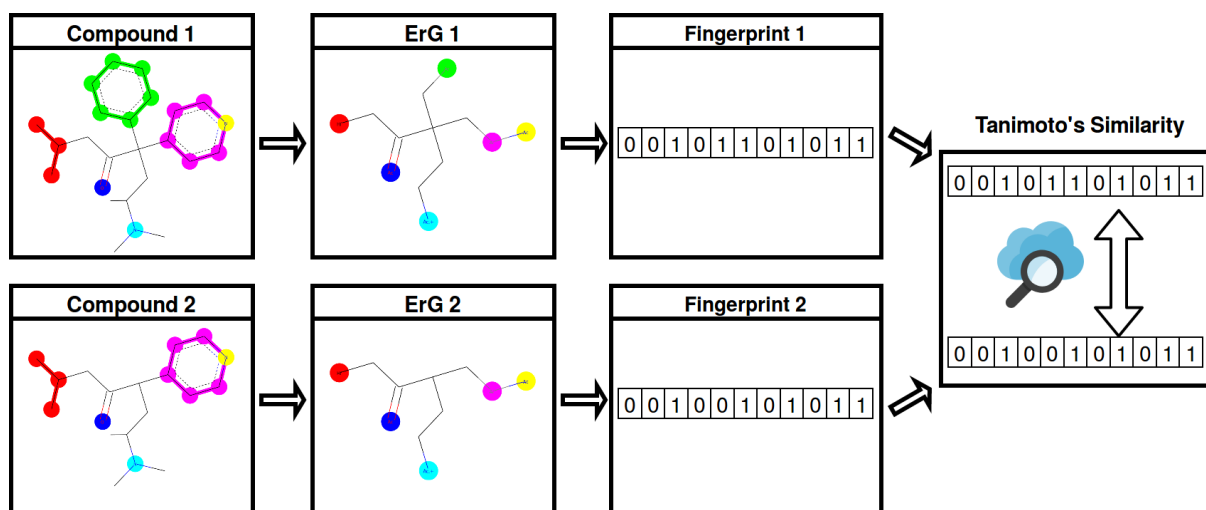 Compound 1
ErG 1
Fingerprint 1
0 0 1 0 1 1 0 1 0 1 1
Tanimoto's Similarity
0 0 1 0 1 1 0 1 0 1 1
0 0 1 0 0 1 0 1 0 1 1
Compound 2
ErG 2
Fingerprint 2
0 0 1 0 0 1 0 1 0 1 1